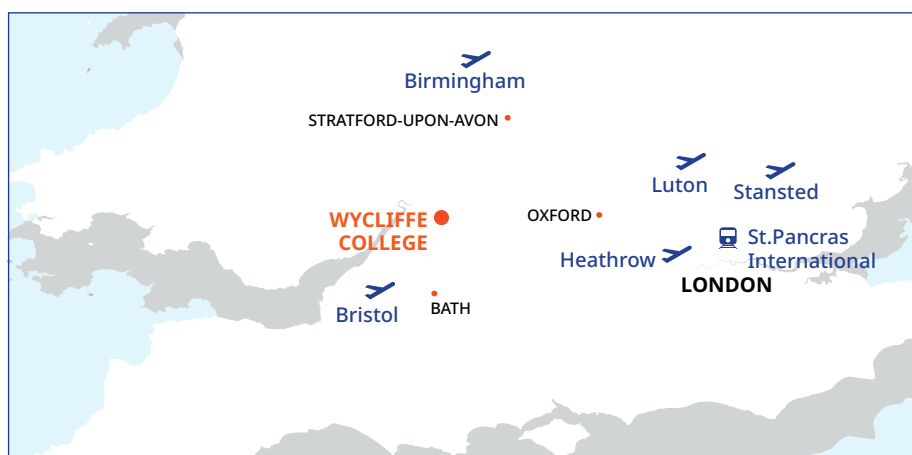 Birmingham
STRATFORD-UPON-AVON
Luton
Stansted
WYCLIFFE
COLLEGE
OXFORD
St.Pancras
International
Heathrow
LONDON
Bristol
BATH